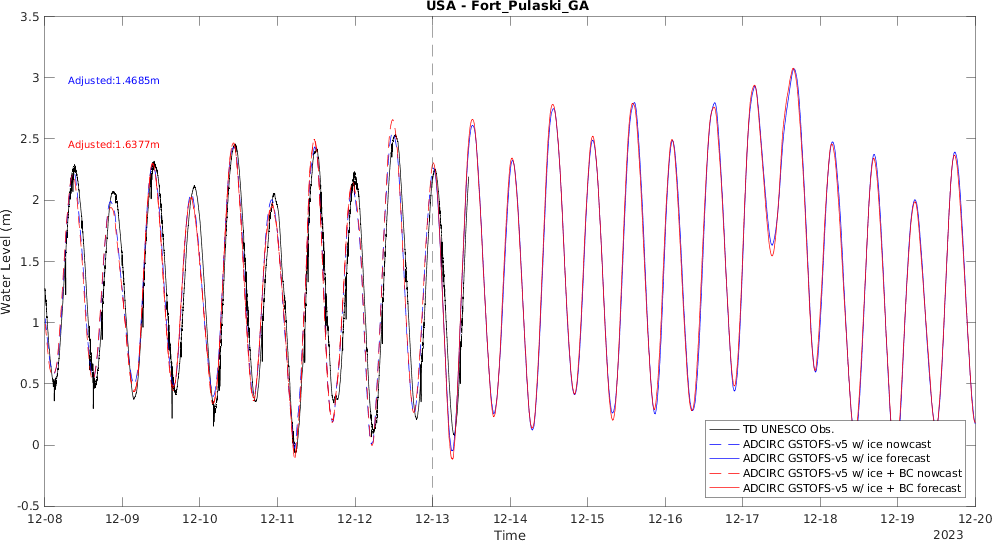 USA - Fort_Pulaski_GA
3.5
3
2.5
2
1.5
1
0.5
0
-0.5
Water Level (m)
Adjusted:1.4685m
Adjusted:1.6377m
TD UNESCO Obs.
ADCIRC GSTOFS-v5 w/ ice nowcast
ADCIRC GSTOFS-v5 w/ ice forecast
ADCIRC GSTOFS-v5 w/ ice + BC nowcast
ADCIRC GSTOFS-v5 w/ ice + BC forecast
12-08 12-09 12-10 12-11 12-12 12-13 12-14 12-15 12-16 12-17 12-18 12-19 12-20
Time
2023